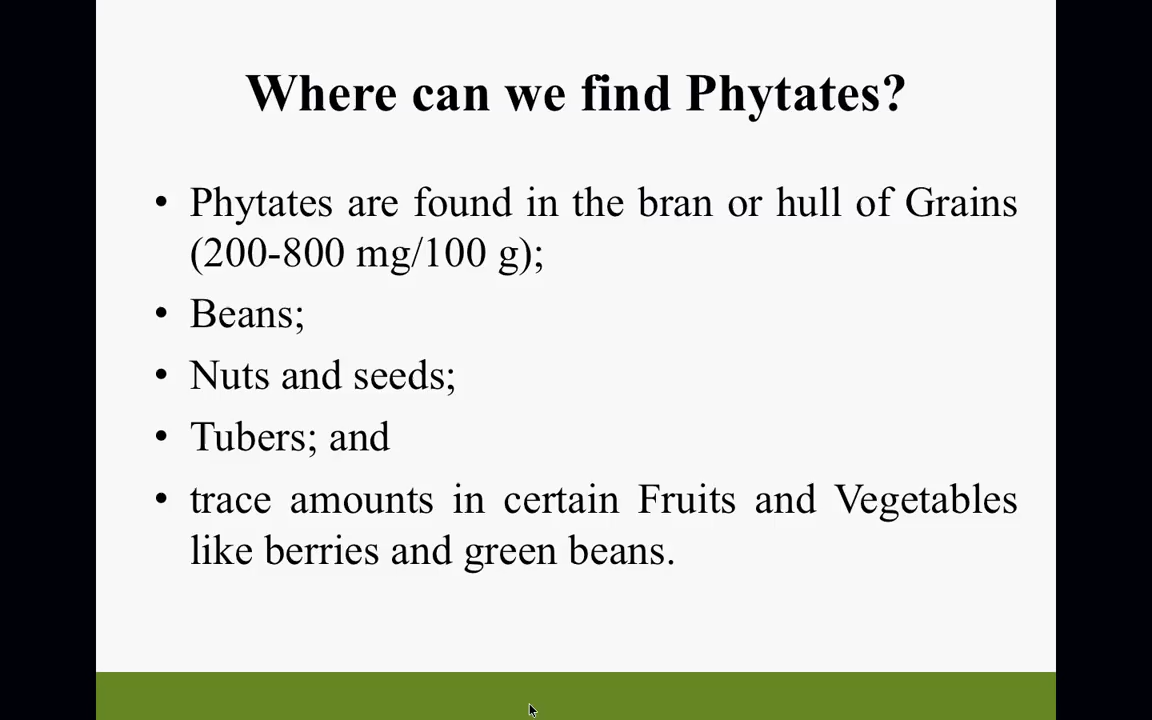 Where can we find Phytates?
• Phytates are found in the bran or hull of Grains
(200-800 mg/100 g);
• Beans;
• Nuts and seeds;
• Tubers; and
• trace amounts in certain Fruits and Vegetables
like berries and green beans.